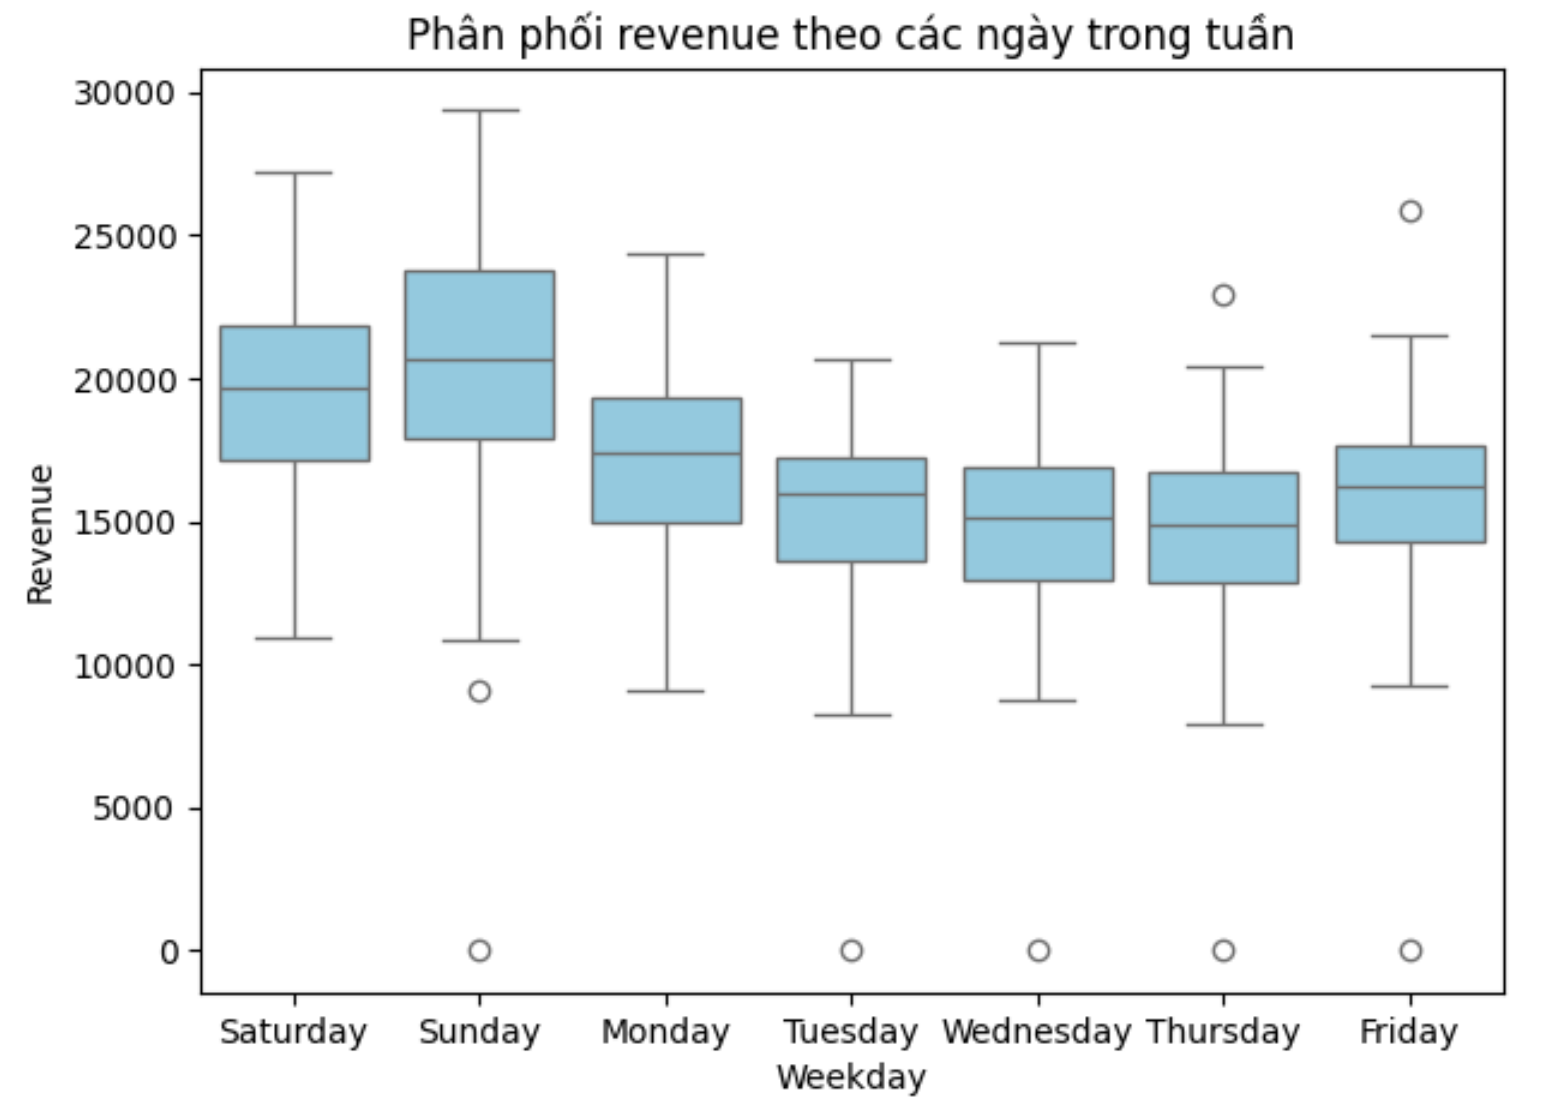 Phân phối revenue theo các ngày trong tuần
Revenue
30000
25000
20000
15000
10000
5000
0
Saturday Sunday Monday Tuesday Wednesday Thursday Friday
Weekday